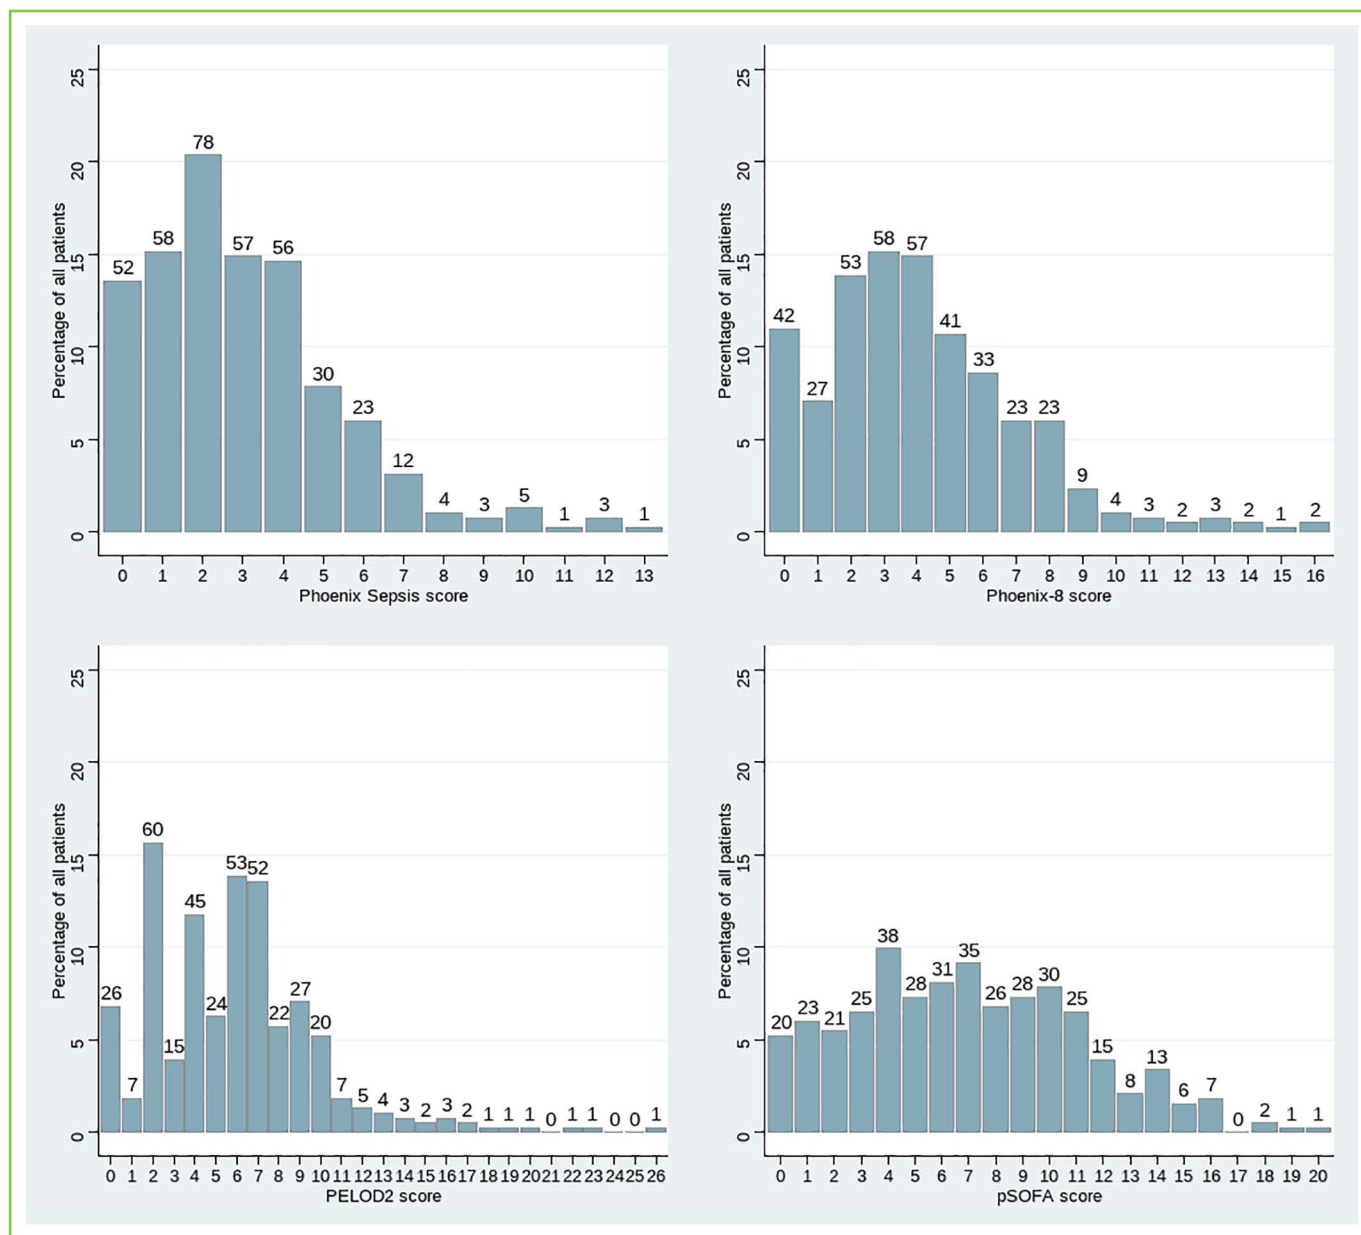 25
20
15
10
5
0
Percentage of all patients
52 58 78 57 56 30 23 12 4 3 5 1 3 1
0 1 2 3 4 5 6 7 8 9 10 11 12 13
Phoenix Sepsis score
25
20
15
10
5
0
Percentage of all patients
42 27 53 58 57 41 33 23 23 9 4 3 2 3 2 1 2
0 1 2 3 4 5 6 7 8 9 10 11 12 13 14 15 16
Phoenix-8 score
25
20
15
10
5
0
Percentage of all patients
26 7 60 15 45 24 53 52 22 27 20 7 5 4 3 2 3 2 1 1 1 0 1 1 0 0 1
0 1 2 3 4 5 6 7 8 9 10 11 12 13 14 15 16 17 18 19 20 21 22 23 24 25 26
PELOD2 score
25
20
15
10
5
0
Percentage of all patients
20 23 21 25 38 28 31 35 26 28 30 25 15 8 13 6 7 0 2 1 1
0 1 2 3 4 5 6 7 8 9 10 11 12 13 14 15 16 17 18 19 20
pSOFA score